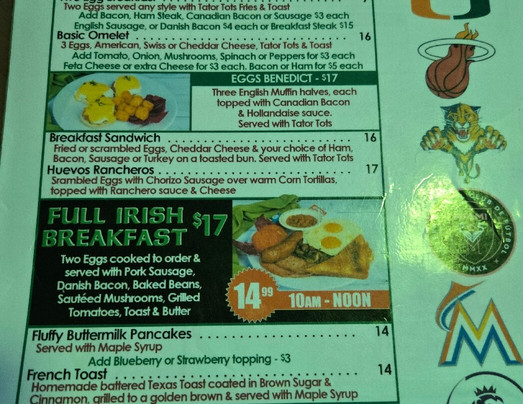 Two eggs served any style with Tator Tots Fries & Toast
Add Bacon, Ham Steak, Canadian Bacon or Sausage $3 each
English Sausage, or Danish Bacon $4 each or Breakfast Steak $15
Basic Omelet 16
3 Eggs, American, Swiss or Cheddar Cheese, Tator Tots & Toast
Add Tomato, Onion, Mushrooms, Spinach or Peppers for $3 each
Feta Cheese or extra Cheese for $3 each. Bacon or Ham for $5 each
EGGS BENEDICT - $17
Three English Muffin halves, each
topped with Canadian Bacon
& Hollandaise sauce.
Served with Tator Tots
Breakfast Sandwich 16
Fried or scrambled Eggs, Cheddar Cheese & your choice of Ham,
Bacon, Sausage or Turkey on a toasted bun. Served with Tator Tots
Huevos Rancheros 17
Srambled Eggs with Chorizo Sausage over warm Corn Tortillas,
topped with Ranchero sauce & Cheese
FULL IRISH
BREAKFAST $17
Two Eggs cooked to order &
served with Pork Sausage,
Danish Bacon, Baked Beans,
Sautéed Mushrooms, Grilled
Tomatoes, Toast & Butter
14.99
10AM - NOON
Fluffy Buttermilk Pancakes 14
Served with Maple Syrup
Add Blueberry or Strawberry topping - $3
French Toast 14
Homemade battered Texas Toast coated in Brown Sugar &
Cinnamon, grilled to a golden brown & served with Maple Syrup
U
DE FUTBOL
MMXX
M